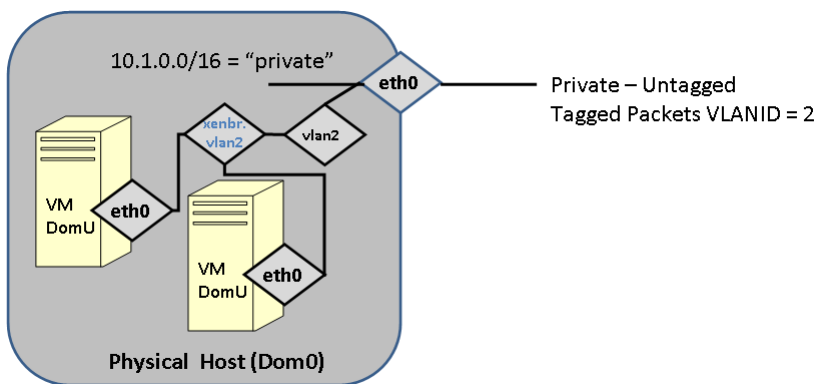 10.1.0.0/16 = “private”
eth0
Private – Untagged
Tagged Packets VLANID = 2
xenbr.
vlan2
vlan2
VM
DomU
eth0
VM
DomU
eth0
Physical Host (Dom0)